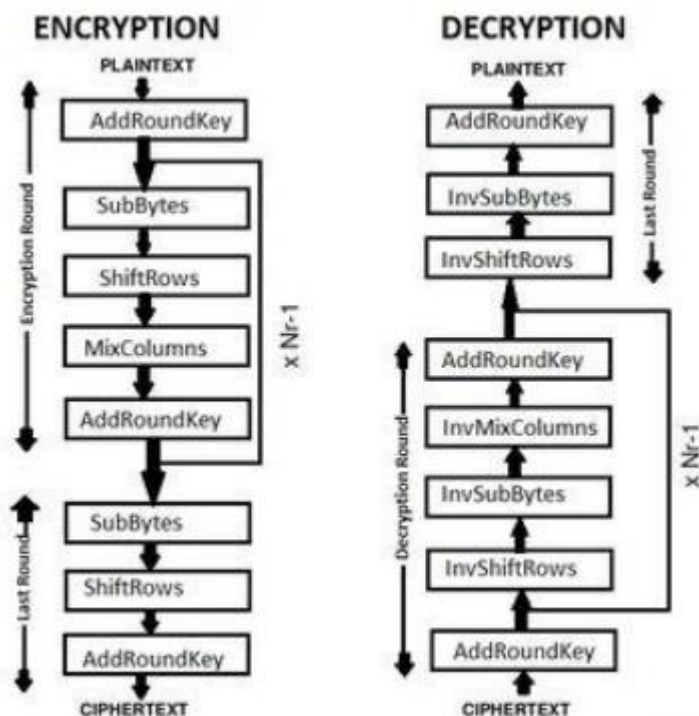 ENCRYPTION
PLAINTEXT
AddRoundKey
SubBytes
ShiftRows
MixColumns
AddRoundKey
SubBytes
ShiftRows
AddRoundKey
CIPHERTEXT
Encryption Round
Last Round
x Nr-1
DECRYPTION
PLAINTEXT
AddRoundKey
InvSubBytes
InvShiftRows
AddRoundKey
InvMixColumns
InvSubBytes
InvShiftRows
AddRoundKey
CIPHERTEXT
Last Round
Decryption Round
x Nr-1